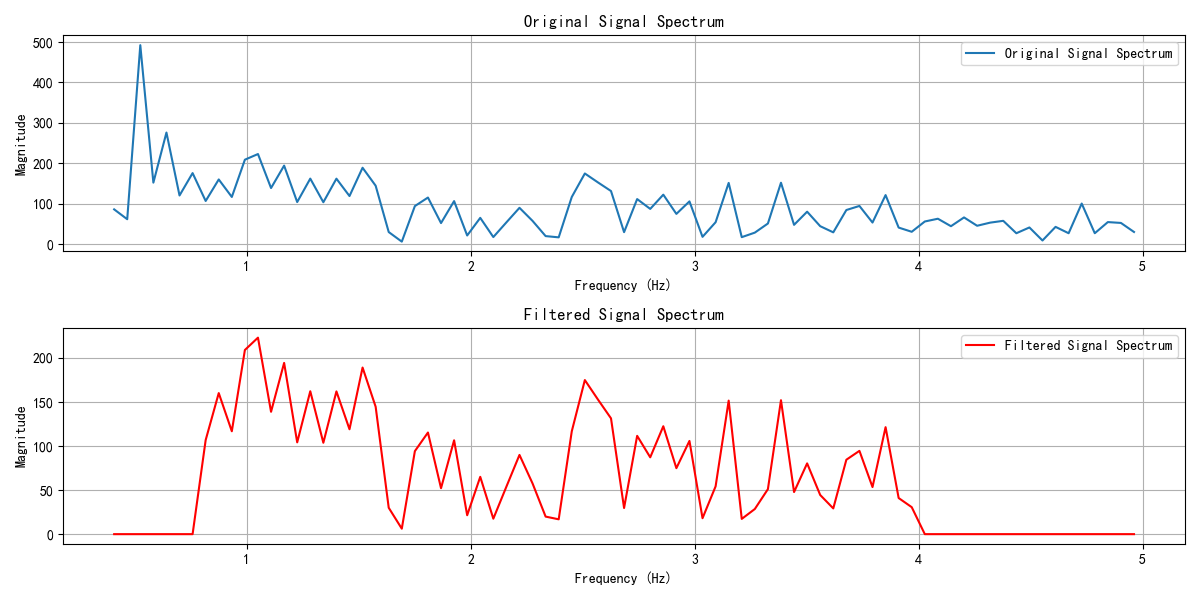 Original Signal Spectrum
500
400
300
200
100
0
Magnitude
Original Signal Spectrum
1 2 3 4 5
Frequency (Hz)
Filtered Signal Spectrum
200
150
100
50
0
Magnitude
Filtered Signal Spectrum
1 2 3 4 5
Frequency (Hz)